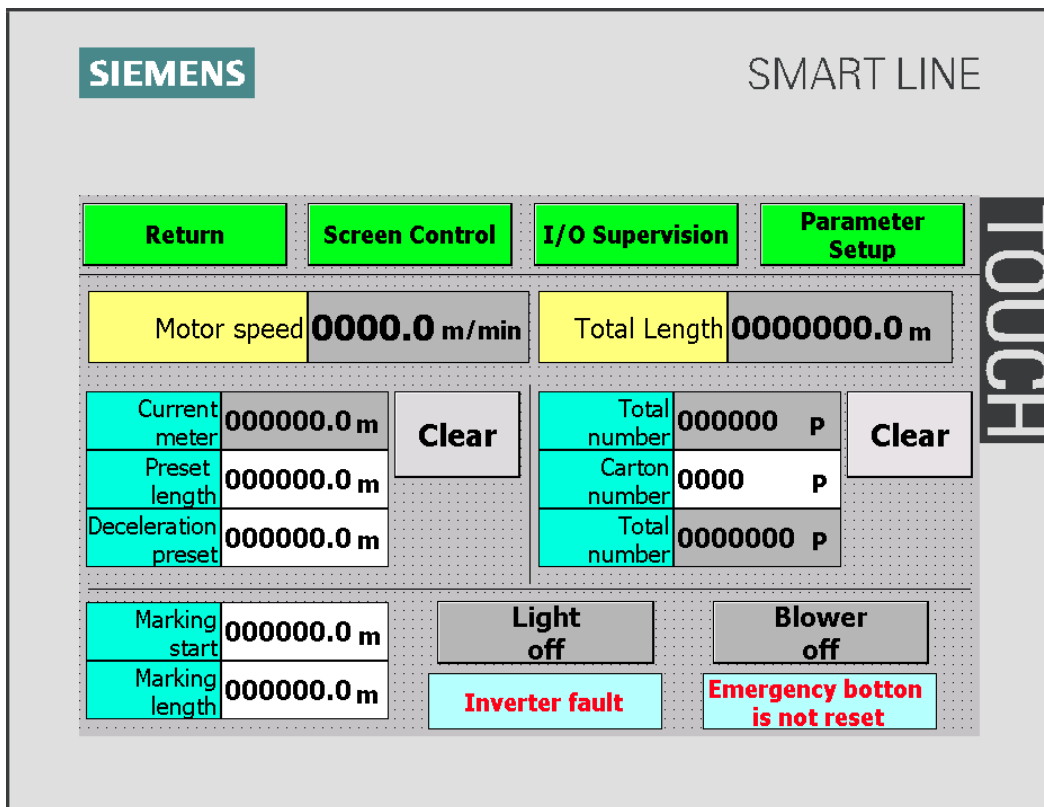 SIEMENS
SMART LINE
TOUCH
Return
Screen Control
I/O Supervision
Parameter
Setup
Motor speed 0000.0 m/min
Total Length 0000000.0 m
Current
meter
000000.0 m
Clear
Preset
length
000000.0 m
Deceleration
preset
000000.0 m
Total
number
000000 P
Clear
Carton
number
0000 P
Total
number
0000000 P
Marking
start
000000.0 m
Marking
length
000000.0 m
Light
off
Blower
off
Inverter fault
Emergency botton
is not reset